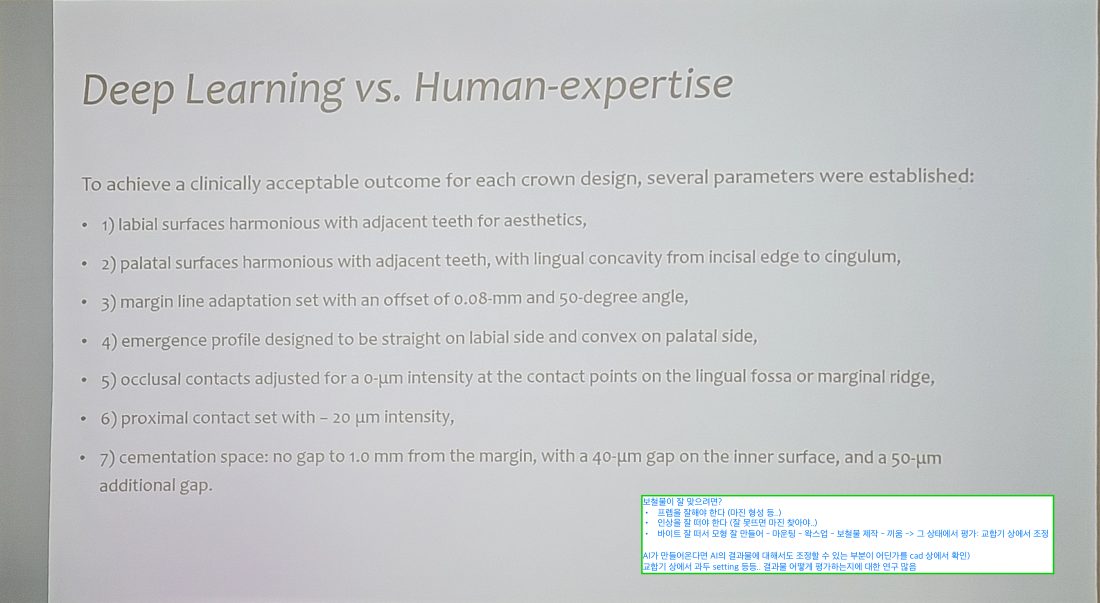 Deep Learning vs. Human-expertise
To achieve a clinically acceptable outcome for each crown design, several parameters were established:
• 1) labial surfaces harmonious with adjacent teeth for aesthetics,
• 2) palatal surfaces harmonious with adjacent teeth, with lingual concavity from incisal edge to cingulum,
• 3) margin line adaptation set with an offset of 0.08-mm and 50-degree angle,
• 4) emergence profile designed to be straight on labial side and convex on palatal side,
• 5) occlusal contacts adjusted for a 0-µm intensity at the contact points on the lingual fossa or marginal ridge,
• 6) proximal contact set with – 20 µm intensity,
• 7) cementation space: no gap to 1.0 mm from the margin, with a 40-µm gap on the inner surface, and a 50-µm
additional gap.
보철물이 잘 맞으려면?
• 프렙을 잘해야 한다 (마진 형성 등..)
• 인상을 잘 떠야 한다 (잘 못뜨면 마진 찾아야..)
• 바이트 잘 떠서 모형 잘 만들어 – 마운팅 – 왁스업 – 보철물 제작 – 끼움 -> 그 상태에서 평가: 교합기 상에서 조정
AI가 만들어온다면 AI의 결과물에 대해서도 조정할 수 있는 부분이 어딘가를 cad 상에서 확인)
교합기 상에서 과두 setting 등등.. 결과물 어떻게 평가하는지에 대한 연구 많음